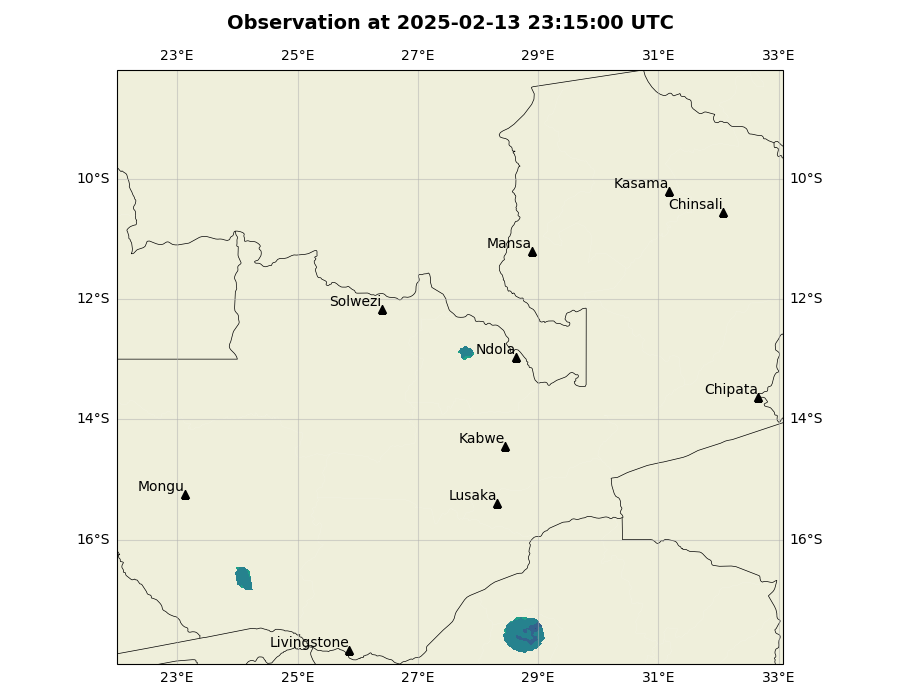 Observation at 2025-02-13 23:15:00 UTC
23°E 25°E 27°E 29°E 31°E 33°E
10°S 10°S
Kasama
Chinsali
Mansa
12°S 12°S
Solwezi
Ndola
Chipata
14°S 14°S
Kabwe
Mongu
Lusaka
16°S 16°S
Livingstone
23°E 25°E 27°E 29°E 31°E 33°E